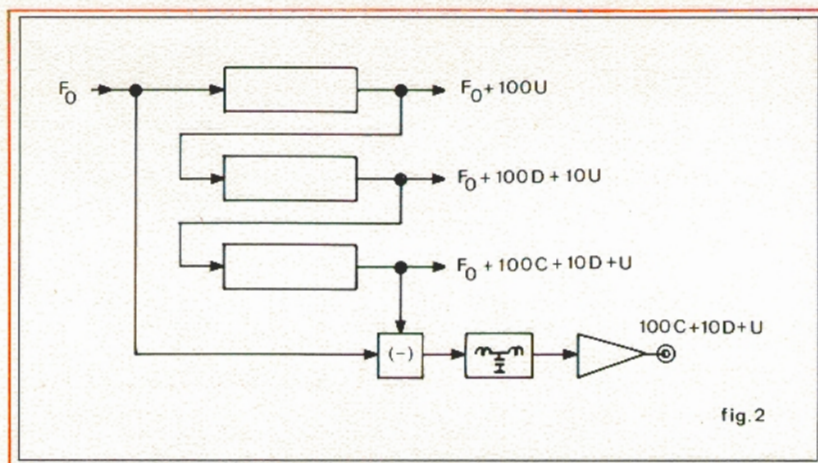 F₀
F₀ + 100U
F₀ + 100D + 10U
F₀ + 100C + 10D + U
(-)
100C + 10D + U
fig.2